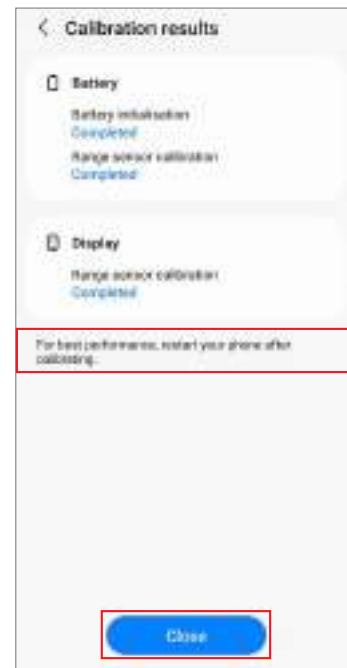 Calibration results
Battery
Battery initialisation
Completed
Range sensor calibration
Completed
Display
Range sensor calibration
Completed
For best performance, restart your phone after
calibrating.
Close